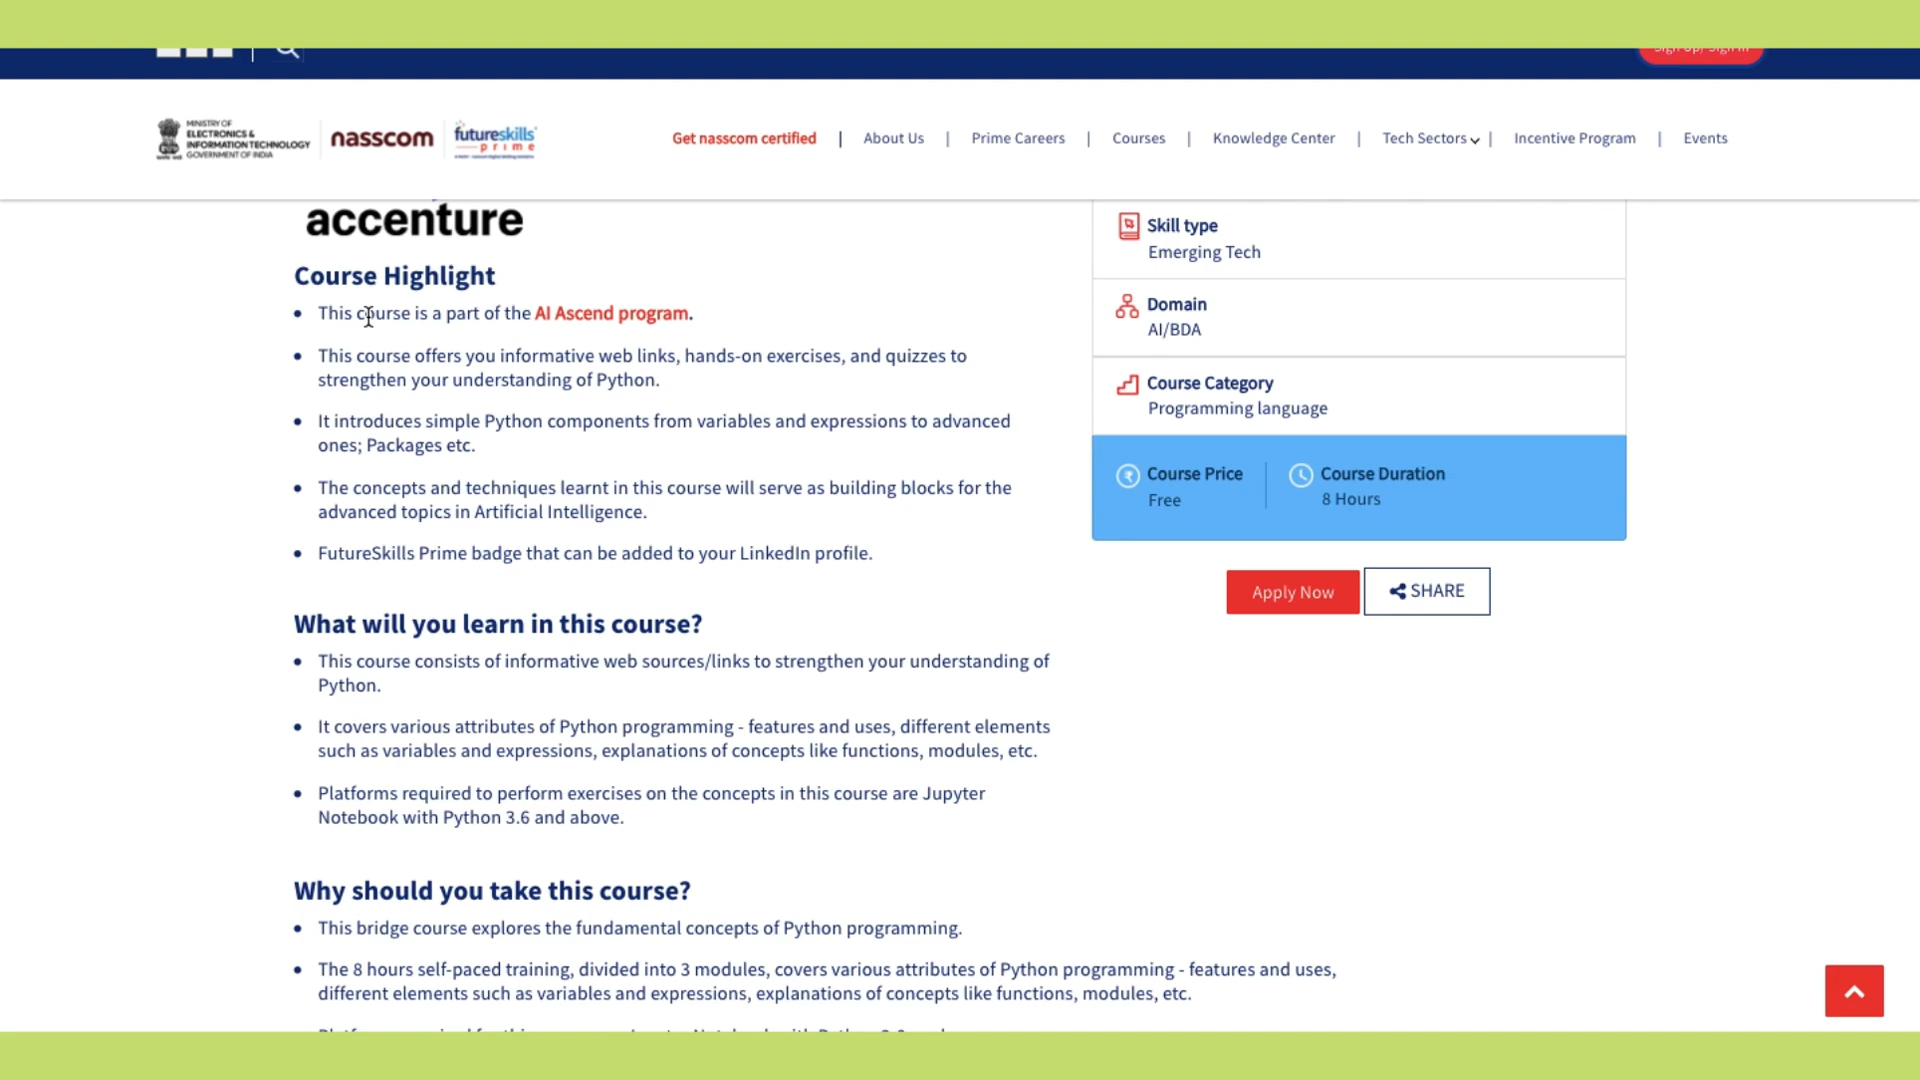 Sign Up/ Sign In
MINISTRY OF
ELECTRONICS &
INFORMATION TECHNOLOGY
GOVERNMENT OF INDIA
nasscom
futureskills
prime
Get nasscom certified | About Us | Prime Careers | Courses | Knowledge Center | Tech Sectors | Incentive Program | Events
accenture
Course Highlight
• This course is a part of the AI Ascend program.
• This course offers you informative web links, hands-on exercises, and quizzes to
strengthen your understanding of Python.
• It introduces simple Python components from variables and expressions to advanced
ones; Packages etc.
• The concepts and techniques learnt in this course will serve as building blocks for the
advanced topics in Artificial Intelligence.
• FutureSkills Prime badge that can be added to your LinkedIn profile.
What will you learn in this course?
• This course consists of informative web sources/links to strengthen your understanding of
Python.
• It covers various attributes of Python programming - features and uses, different elements
such as variables and expressions, explanations of concepts like functions, modules, etc.
• Platforms required to perform exercises on the concepts in this course are Jupyter
Notebook with Python 3.6 and above.
Why should you take this course?
• This bridge course explores the fundamental concepts of Python programming.
• The 8 hours self-paced training, divided into 3 modules, covers various attributes of Python programming - features and uses,
different elements such as variables and expressions, explanations of concepts like functions, modules, etc.
Skill type
Emerging Tech
Domain
AI/BDA
Course Category
Programming language
Course Price
Free
Course Duration
8 Hours
Apply Now
SHARE